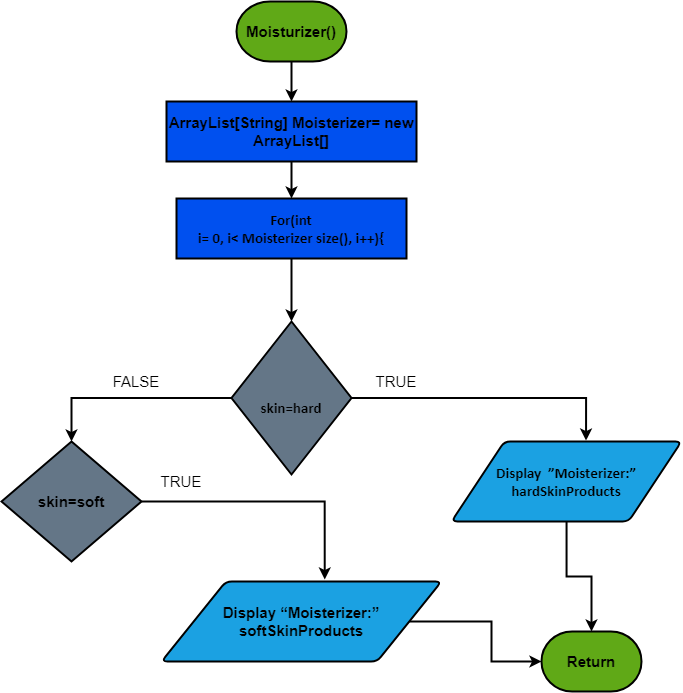 Moisturizer()
ArrayList[String] Moisterizer= new
ArrayList[]
For(int
i= 0, i< Moisterizer size(), i++){
skin=hard
FALSE
TRUE
skin=soft
TRUE
Display ”Moisterizer:”
hardSkinProducts
Display “Moisterizer:”
softSkinProducts
Return